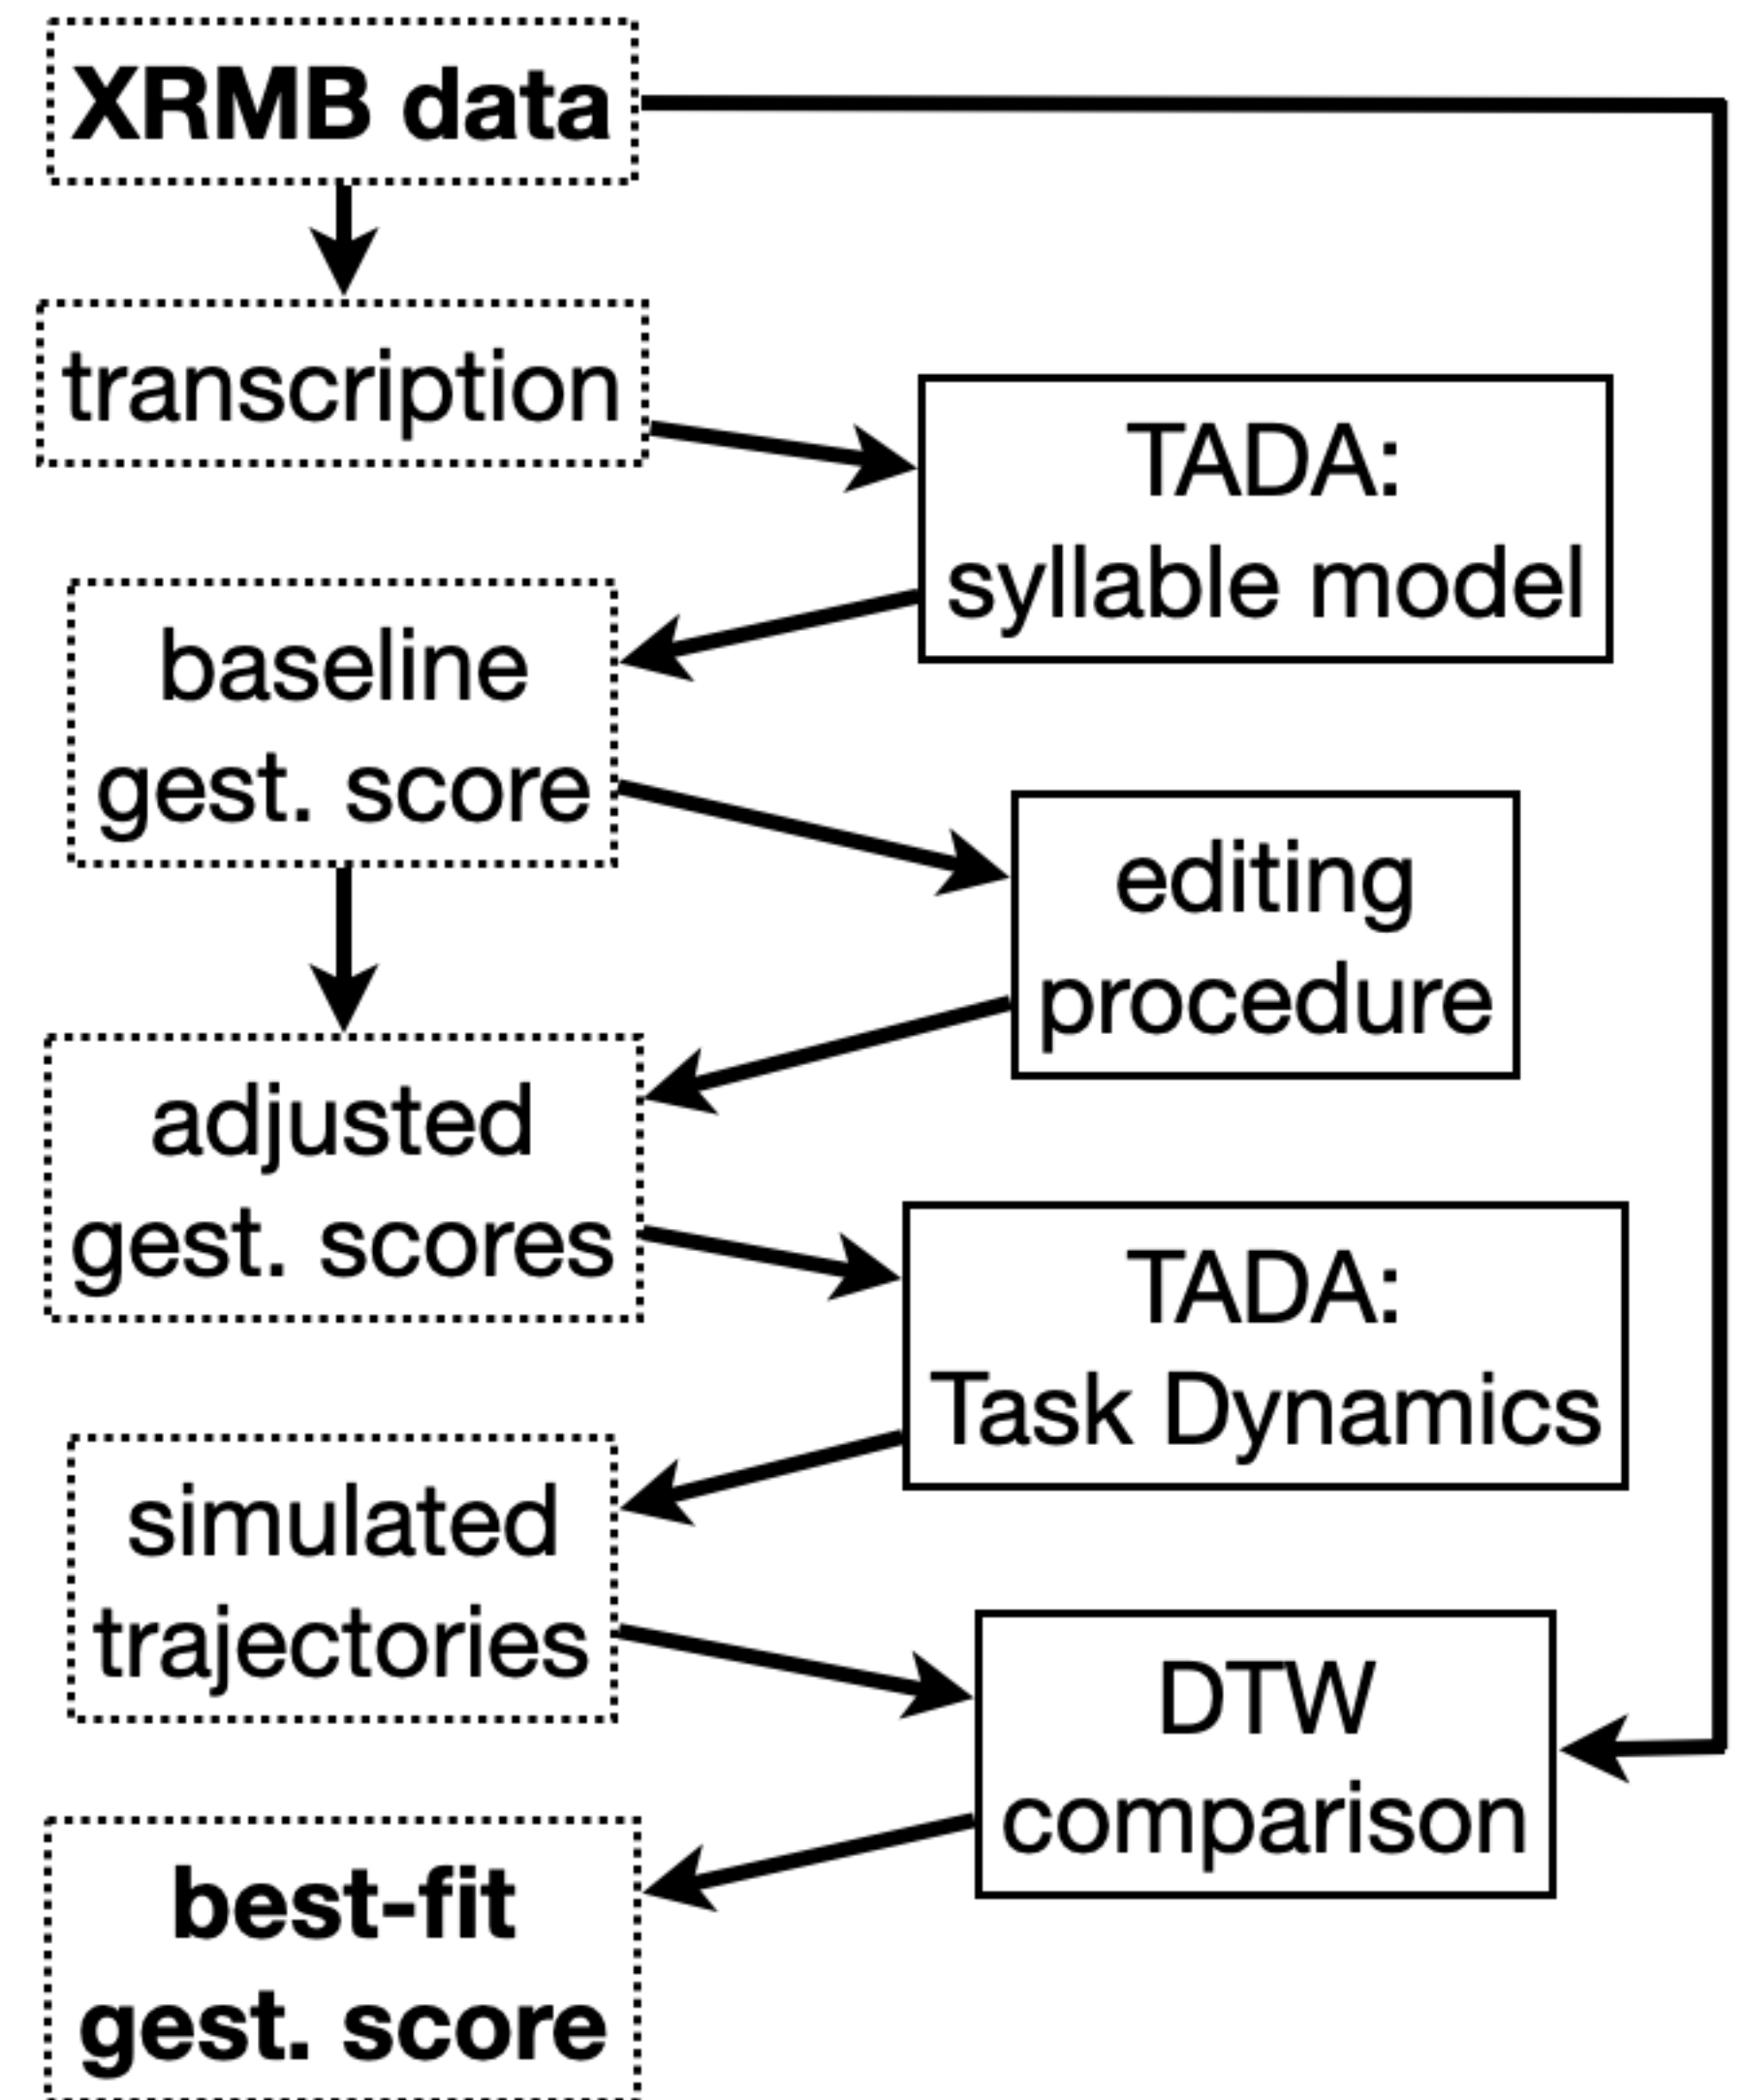 XRMB data
transcription
TADA:
syllable model
baseline
gest. score
editing
procedure
adjusted
gest. scores
TADA:
Task Dynamics
simulated
trajectories
DTW
comparison
best-fit
gest. score